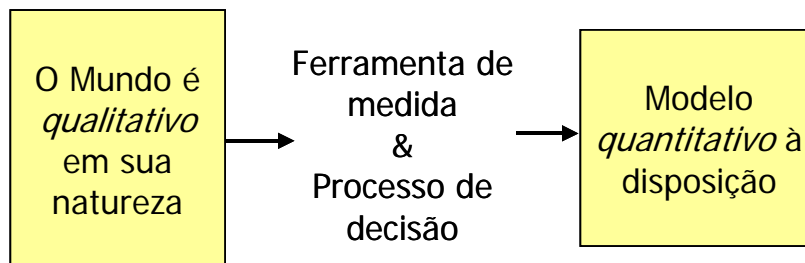 O Mundo é
qualitativo
em sua
natureza
Ferramenta de
medida
&
Processo de
decisão
Modelo
quantitativo à
disposição